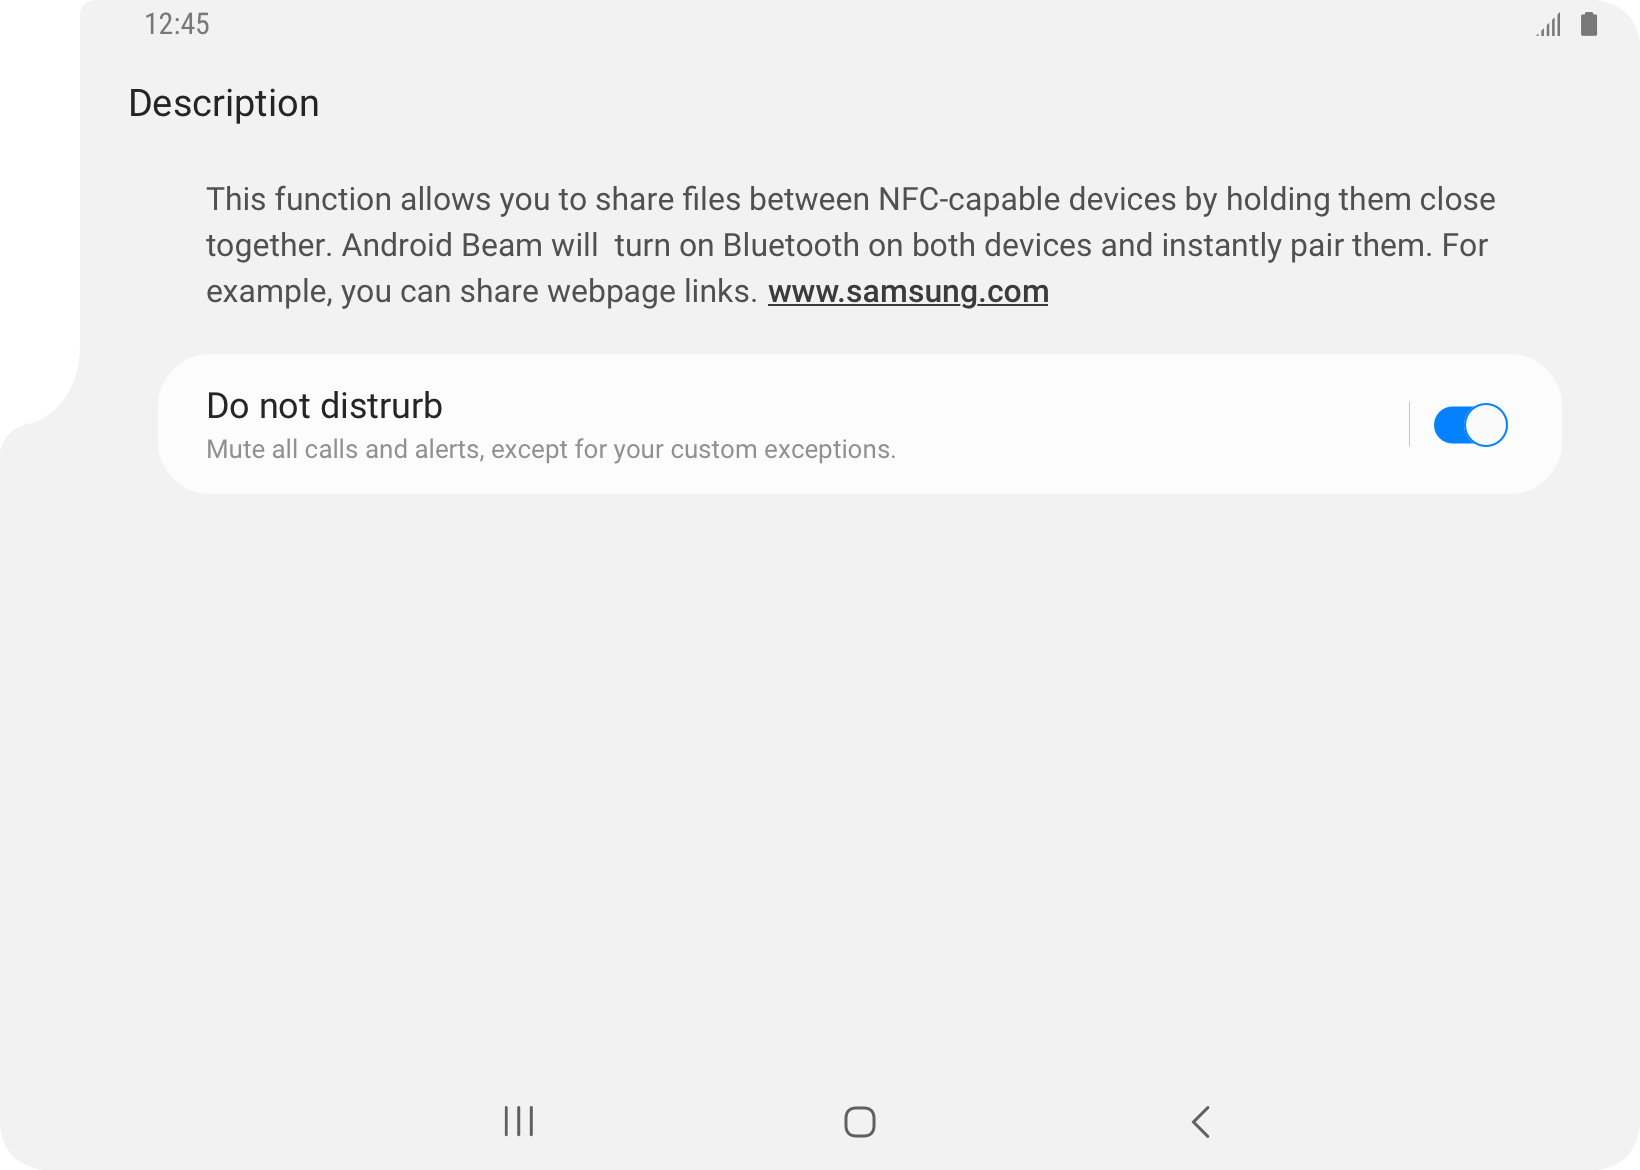 12:45
Description
This function allows you to share files between NFC-capable devices by holding them close
together. Android Beam will  turn on Bluetooth on both devices and instantly pair them. For
example, you can share webpage links. www.samsung.com
Do not distrurb
Mute all calls and alerts, except for your custom exceptions.